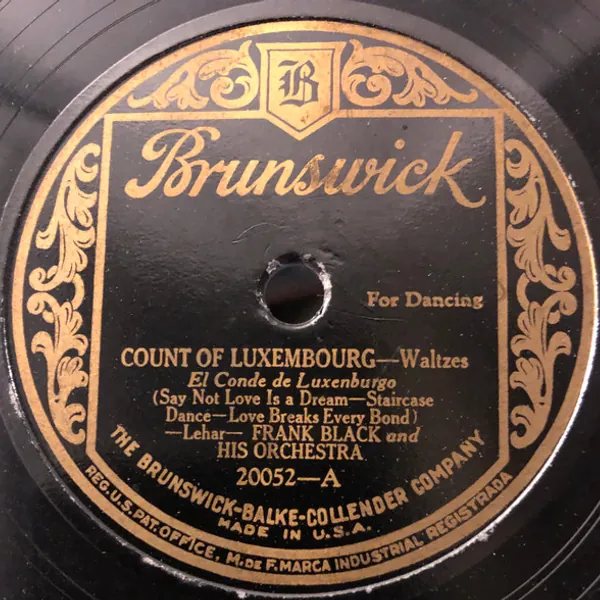 B
Brunswick
For Dancing
COUNT OF LUXEMBOURG—Waltzes
El Conde de Luxenburgo
(Say Not Love Is a Dream—Staircase
Dance—Love Breaks Every Bond)
—Lehar— FRANK BLACK and
HIS ORCHESTRA
20052—A
THE BRUNSWICK-BALKE-COLLENDER COMPANY
MADE IN U.S.A.
REG. U.S. PAT. OFFICE, M. DE F. MARCA INDUSTRIAL REGISTRADA